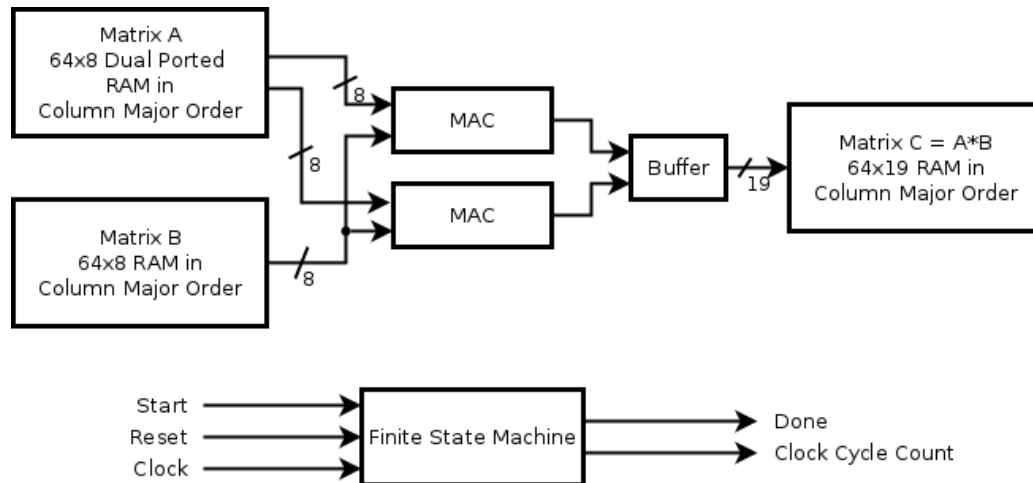 Matrix A
64x8 Dual Ported
RAM in
Column Major Order
8
8
MAC
MAC
Buffer
19
Matrix C = A*B
64x19 RAM in
Column Major Order
Matrix B
64x8 RAM in
Column Major Order
8
Start
Reset
Clock
Finite State Machine
Done
Clock Cycle Count